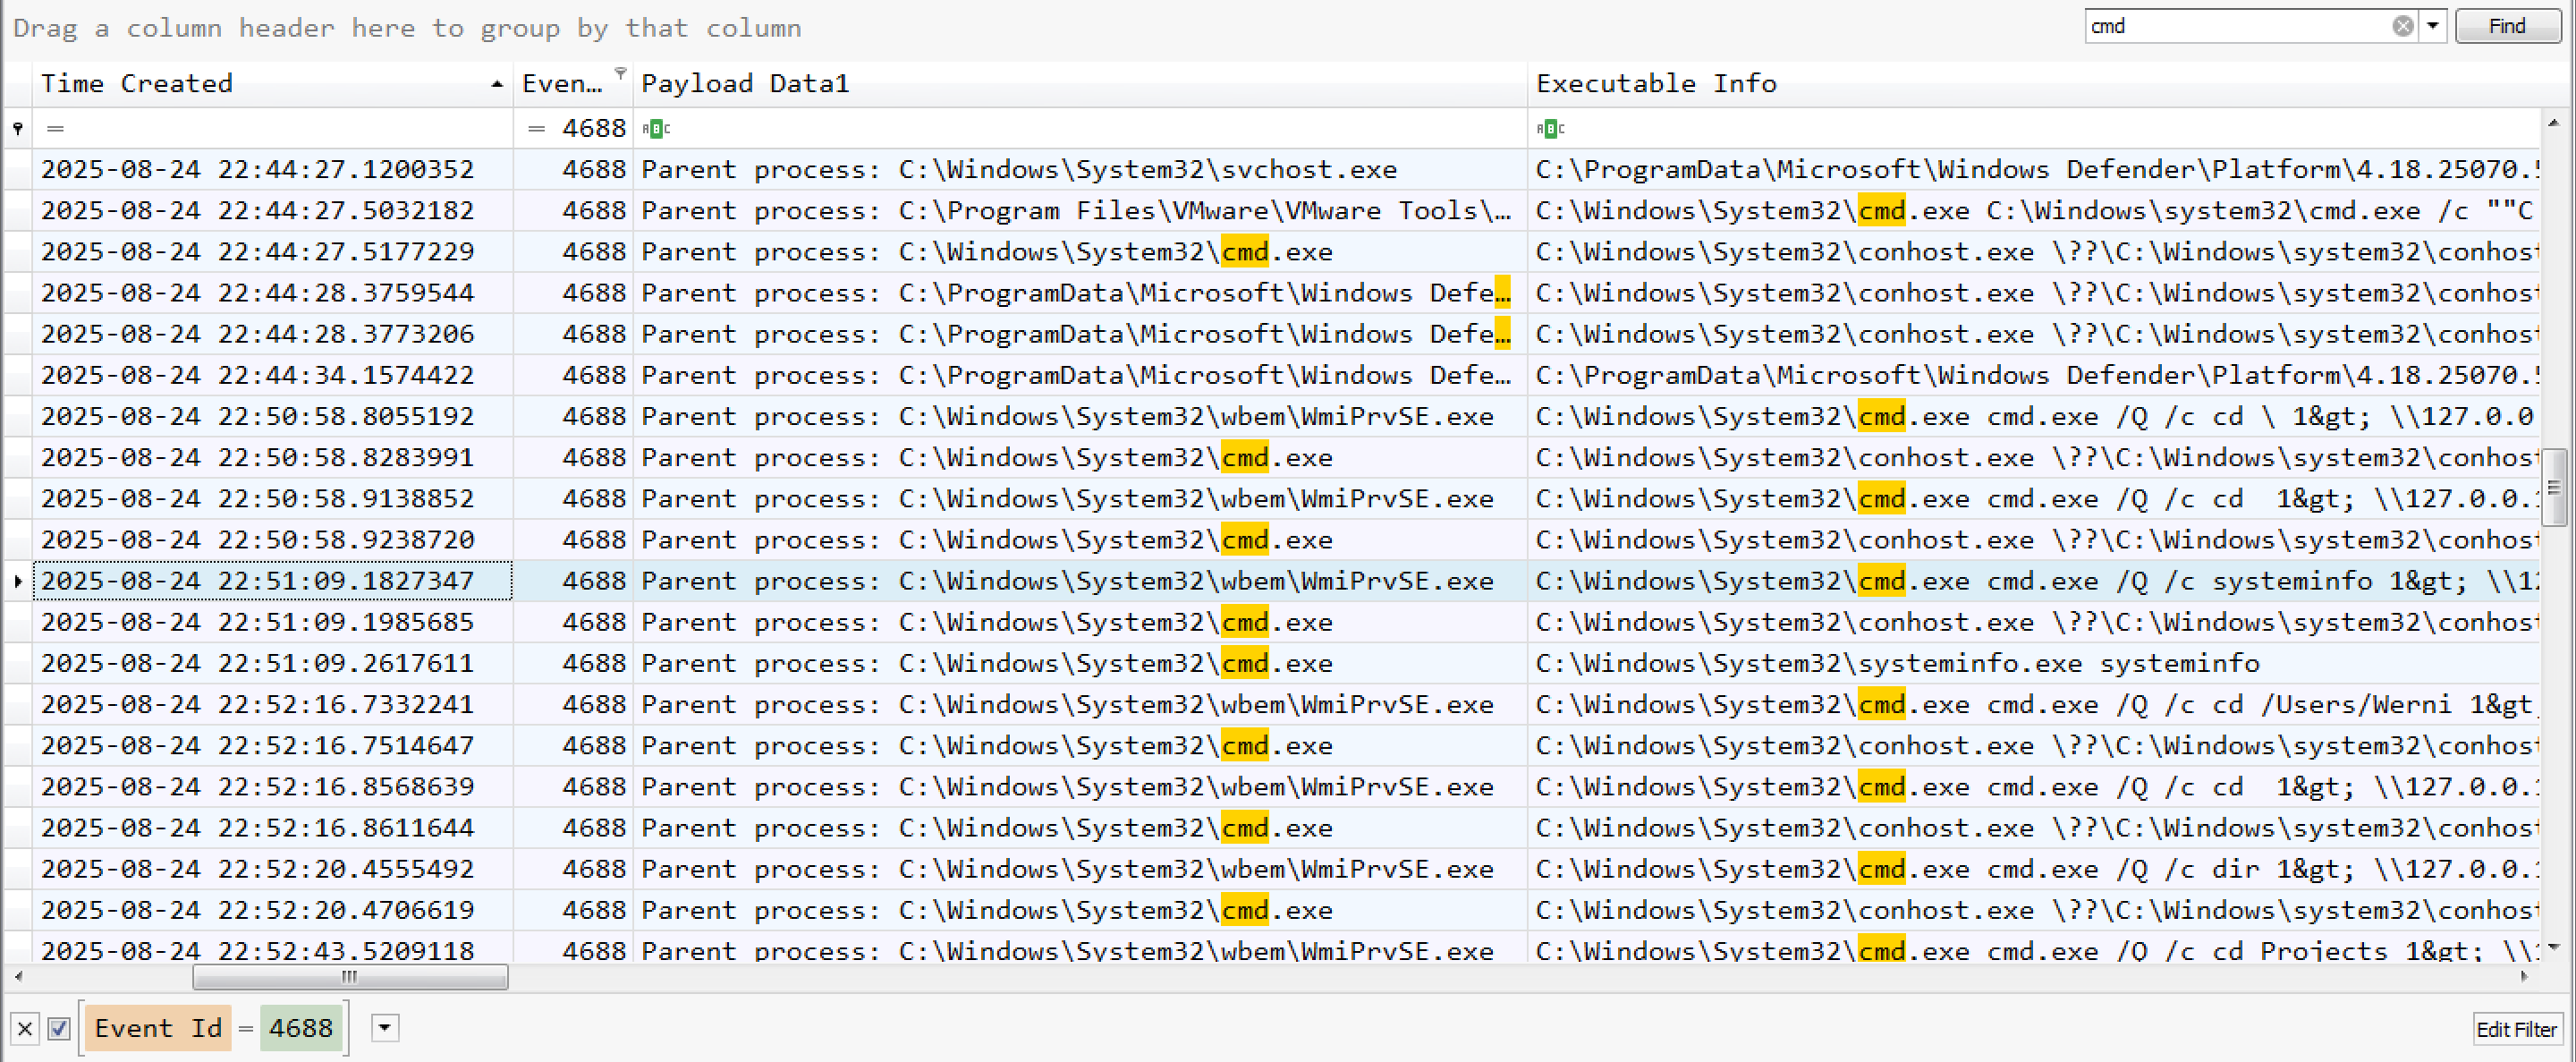 Drag a column header here to group by that column cmd Find
Time Created Even… Payload Data1 Executable Info
= = 4688 ABC ABC
2025-08-24 22:44:27.1200352 4688 Parent process: C:\Windows\System32\svchost.exe C:\ProgramData\Microsoft\Windows Defender\Platform\4.18.25070.5
2025-08-24 22:44:27.5032182 4688 Parent process: C:\Program Files\VMware\VMware Tools\… C:\Windows\System32\cmd.exe C:\Windows\system32\cmd.exe /c ""C
2025-08-24 22:44:27.5177229 4688 Parent process: C:\Windows\System32\cmd.exe C:\Windows\System32\conhost.exe \??\C:\Windows\system32\conhost
2025-08-24 22:44:28.3759544 4688 Parent process: C:\ProgramData\Microsoft\Windows Defe… C:\Windows\System32\conhost.exe \??\C:\Windows\system32\conhost
2025-08-24 22:44:28.3773206 4688 Parent process: C:\ProgramData\Microsoft\Windows Defe… C:\Windows\System32\conhost.exe \??\C:\Windows\system32\conhost
2025-08-24 22:44:34.1574422 4688 Parent process: C:\ProgramData\Microsoft\Windows Defe… C:\ProgramData\Microsoft\Windows Defender\Platform\4.18.25070.5
2025-08-24 22:50:58.8055192 4688 Parent process: C:\Windows\System32\wbem\WmiPrvSE.exe C:\Windows\System32\cmd.exe cmd.exe /Q /c cd \ 1&gt; \\127.0.0
2025-08-24 22:50:58.8283991 4688 Parent process: C:\Windows\System32\cmd.exe C:\Windows\System32\conhost.exe \??\C:\Windows\system32\conhost
2025-08-24 22:50:58.9138852 4688 Parent process: C:\Windows\System32\wbem\WmiPrvSE.exe C:\Windows\System32\cmd.exe cmd.exe /Q /c cd  1&gt; \\127.0.0.1
2025-08-24 22:50:58.9238720 4688 Parent process: C:\Windows\System32\cmd.exe C:\Windows\System32\conhost.exe \??\C:\Windows\system32\conhost
2025-08-24 22:51:09.1827347 4688 Parent process: C:\Windows\System32\wbem\WmiPrvSE.exe C:\Windows\System32\cmd.exe cmd.exe /Q /c systeminfo 1&gt; \\12
2025-08-24 22:51:09.1985685 4688 Parent process: C:\Windows\System32\cmd.exe C:\Windows\System32\conhost.exe \??\C:\Windows\system32\conhost
2025-08-24 22:51:09.2617611 4688 Parent process: C:\Windows\System32\cmd.exe C:\Windows\System32\systeminfo.exe systeminfo
2025-08-24 22:52:16.7332241 4688 Parent process: C:\Windows\System32\wbem\WmiPrvSE.exe C:\Windows\System32\cmd.exe cmd.exe /Q /c cd /Users/Werni 1&gt;
2025-08-24 22:52:16.7514647 4688 Parent process: C:\Windows\System32\cmd.exe C:\Windows\System32\conhost.exe \??\C:\Windows\system32\conhost
2025-08-24 22:52:16.8568639 4688 Parent process: C:\Windows\System32\wbem\WmiPrvSE.exe C:\Windows\System32\cmd.exe cmd.exe /Q /c cd  1&gt; \\127.0.0.1
2025-08-24 22:52:16.8611644 4688 Parent process: C:\Windows\System32\cmd.exe C:\Windows\System32\conhost.exe \??\C:\Windows\system32\conhost
2025-08-24 22:52:20.4555492 4688 Parent process: C:\Windows\System32\wbem\WmiPrvSE.exe C:\Windows\System32\cmd.exe cmd.exe /Q /c dir 1&gt; \\127.0.0.1
2025-08-24 22:52:20.4706619 4688 Parent process: C:\Windows\System32\cmd.exe C:\Windows\System32\conhost.exe \??\C:\Windows\system32\conhost
2025-08-24 22:52:43.5209118 4688 Parent process: C:\Windows\System32\wbem\WmiPrvSE.exe C:\Windows\System32\cmd.exe cmd.exe /Q /c cd Projects 1&gt; \\1
Event Id = 4688 Edit Filter